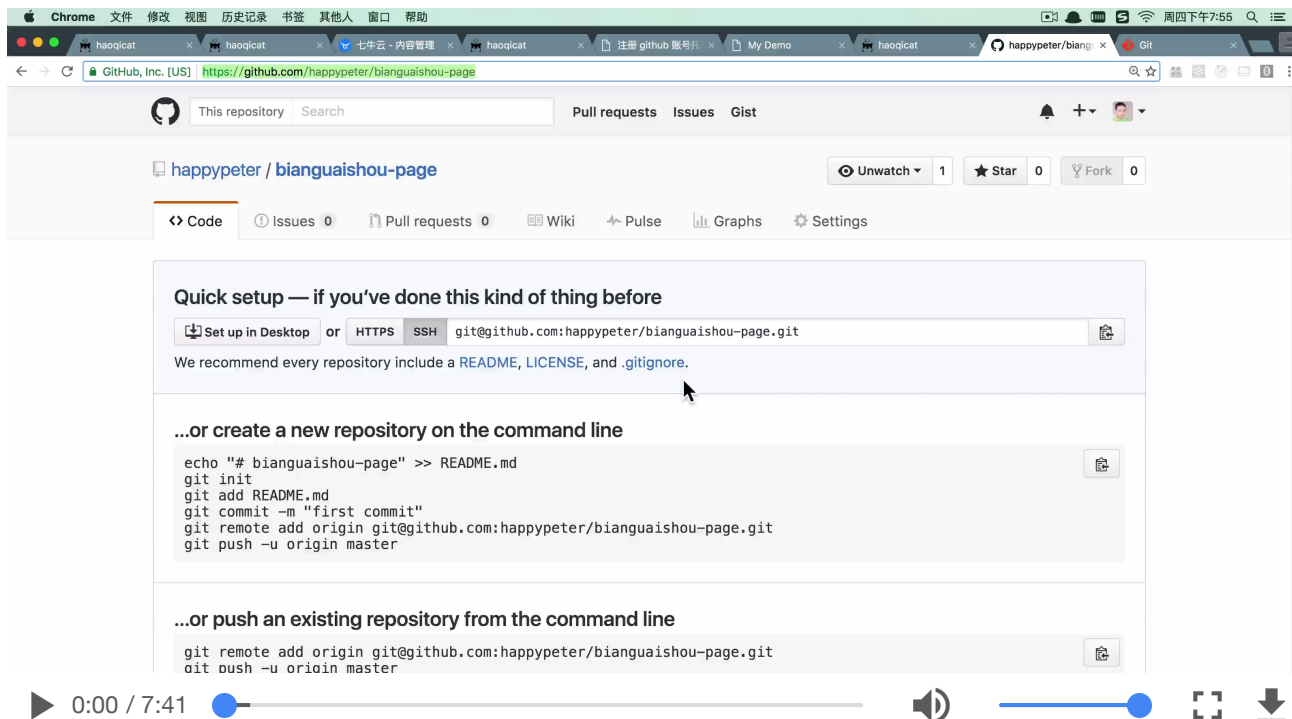 Chrome 文件 修改 视图 历史记录 书签 其他人 窗口 帮助 周四下午7:55
haoqicat haoqicat 七牛云 - 内容管理 haoqicat 注册 github 账号托 My Demo haoqicat happypeter/biangu Git
GitHub, Inc. [US] https://github.com/happypeter/bianguaishou-page
This repository Search Pull requests Issues Gist
happypeter / bianguaishou-page Unwatch 1 Star 0 Fork 0
Code Issues 0 Pull requests 0 Wiki Pulse Graphs Settings
Quick setup — if you've done this kind of thing before
Set up in Desktop or HTTPS SSH git@github.com:happypeter/bianguaishou-page.git
We recommend every repository include a README, LICENSE, and .gitignore.
...or create a new repository on the command line
echo "# bianguaishou-page" >> README.md
git init
git add README.md
git commit -m "first commit"
git remote add origin git@github.com:happypeter/bianguaishou-page.git
git push -u origin master
...or push an existing repository from the command line
git remote add origin git@github.com:happypeter/bianguaishou-page.git
git push -u origin master
0:00 / 7:41